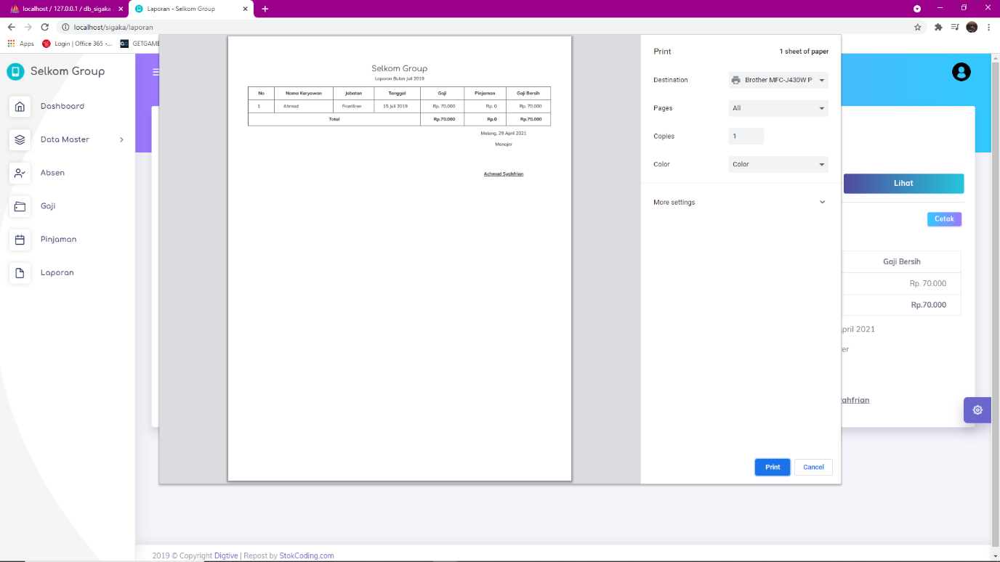 localhost / 127.0.0.1 / db_sigaka
Laporan - Selkom Group
localhost/sigaka/laporan
Apps
Login | Office 365 -...
GETGAME
Selkom Group
Dashboard
Data Master
Absen
Gaji
Pinjaman
Laporan
Selkom Group
Laporan Bulan Juli 2019
No Nama Karyawan Jabatan Tanggal Gaji Pinjaman Gaji Bersih
1 Ahmad Frontliner 15 Juli 2019 Rp. 70.000 Rp. 0 Rp. 70.000
Total Rp.70.000 Rp.0 Rp.70.000
Malang, 29 April 2021
Manajer
Achmad Syahfrian
Print 1 sheet of paper
Destination Brother MFC-J430W P
Pages All
Copies 1
Color Color
More settings
Print Cancel
Lihat
Cetak
Gaji Bersih
Rp. 70.000
Rp.70.000
pril 2021
er
ahfrian
2019 © Copyright Digtive | Repost by StokCoding.com